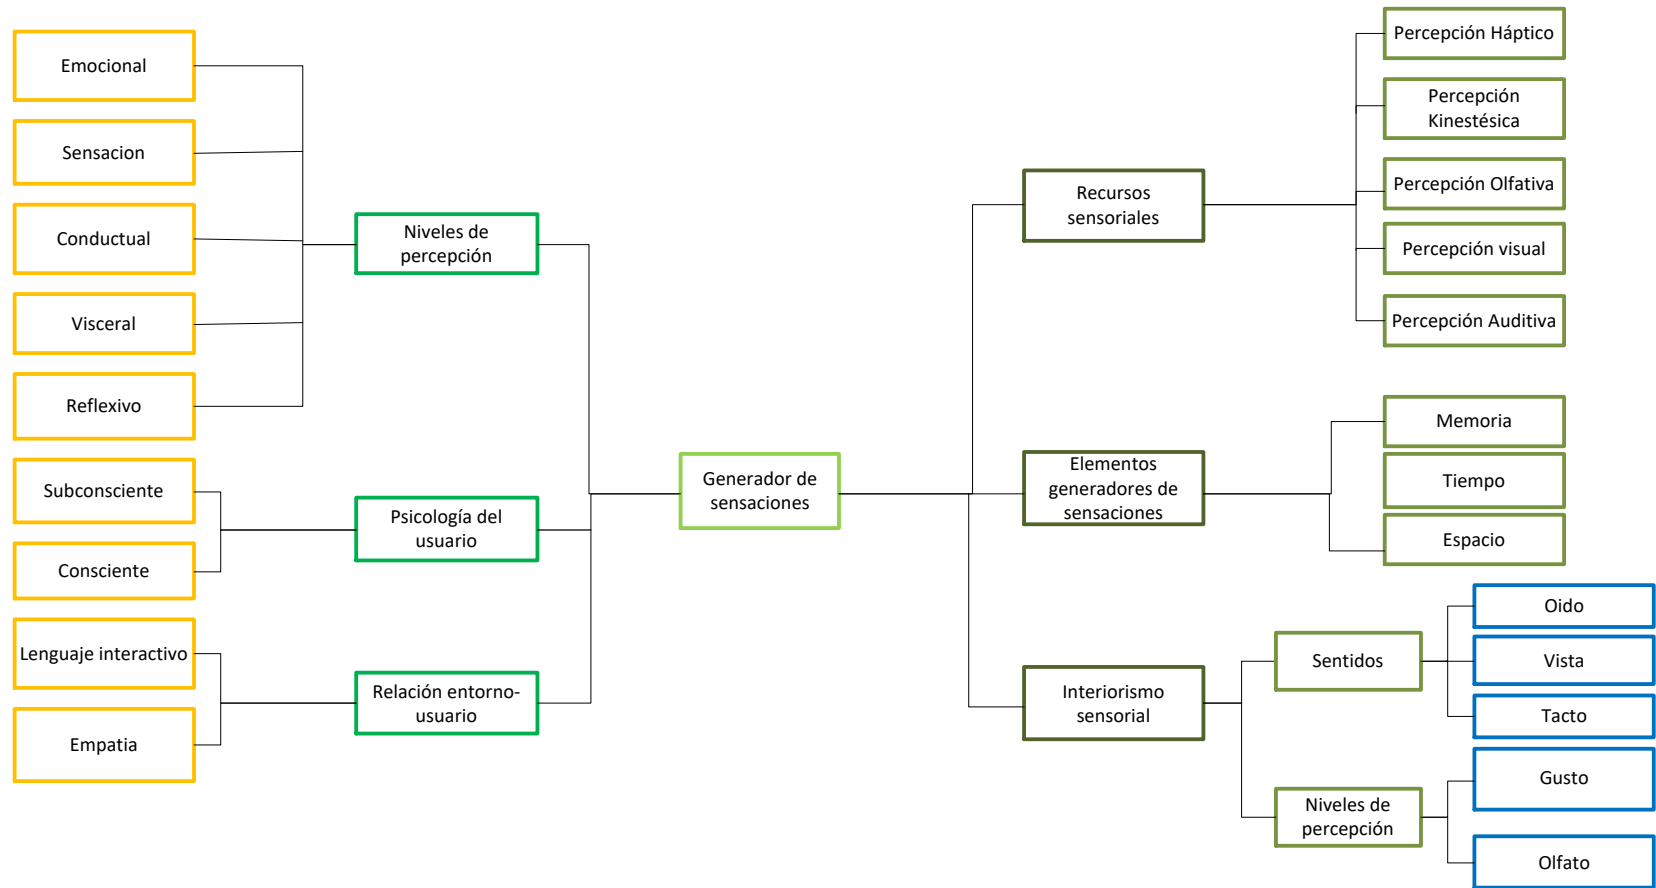 Emocional
Sensacion
Conductual
Visceral
Reflexivo
Subconsciente
Consciente
Lenguaje interactivo
Empatia
Niveles de
percepción
Psicología del
usuario
Relación entorno-
usuario
Generador de
sensaciones
Recursos
sensoriales
Elementos
generadores de
sensaciones
Interiorismo
sensorial
Percepción Háptico
Percepción
Kinestésica
Percepción Olfativa
Percepción visual
Percepción Auditiva
Memoria
Tiempo
Espacio
Sentidos
Niveles de
percepción
Oido
Vista
Tacto
Gusto
Olfato